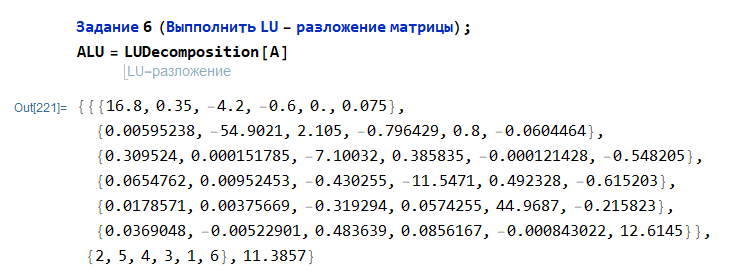 Задание 6 (Выпполнить LU - разложение матрицы);
ALU = LUDecomposition[A]
LU-разложение
Out[221]= {{{16.8, 0.35, -4.2, -0.6, 0., 0.075},
{0.00595238, -54.9021, 2.105, -0.796429, 0.8, -0.0604464},
{0.309524, 0.000151785, -7.10032, 0.385835, -0.000121428, -0.548205},
{0.0654762, 0.00952453, -0.430255, -11.5471, 0.492328, -0.615203},
{0.0178571, 0.00375669, -0.319294, 0.0574255, 44.9687, -0.215823},
{0.0369048, -0.00522901, 0.483639, 0.0856167, -0.000843022, 12.6145}},
{2, 5, 4, 3, 1, 6}, 11.3857}